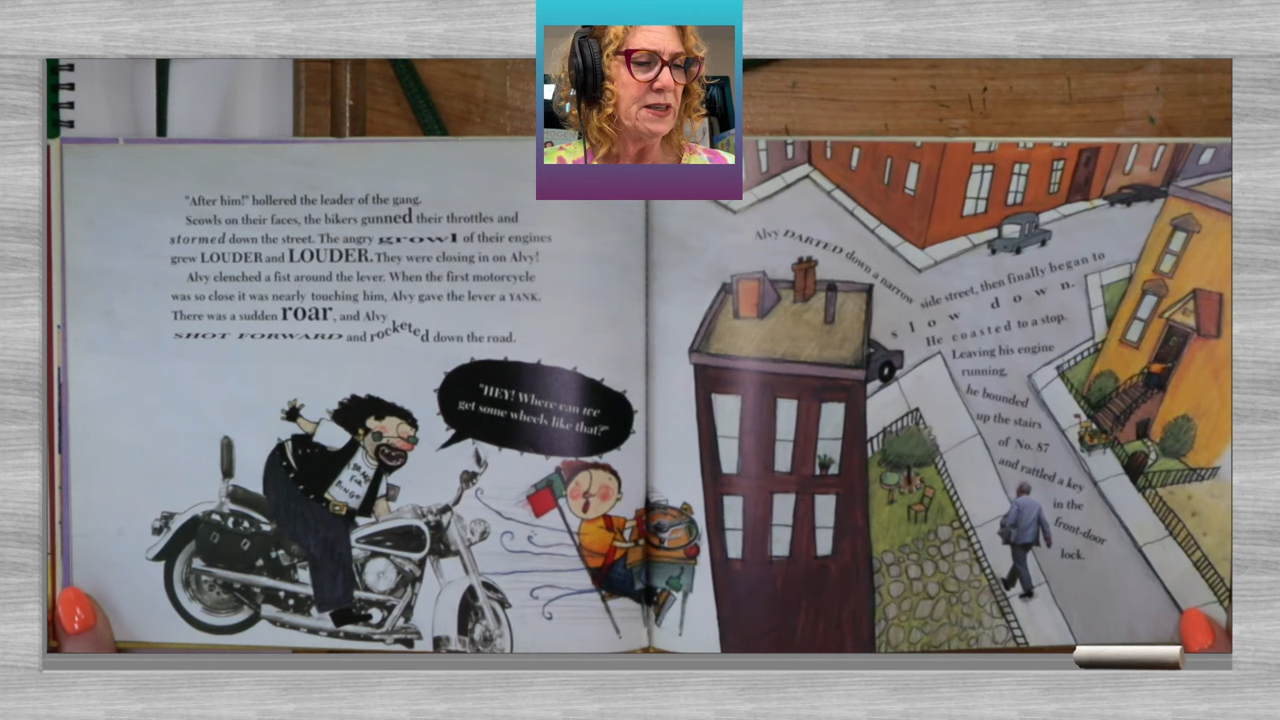 "After him!" hollered the leader of the gang.
Scowls on their faces, the bikers gunned their throttles and
stormed down the street. The angry growl of their engines
grew LOUDER and LOUDER. They were closing in on Alvy!
Alvy clenched a fist around the lever. When the first motorcycle
was so close it was nearly touching him, Alvy gave the lever a YANK.
There was a sudden roar, and Alvy
SHOT FORWARD and rocketed down the road.
"HEY! Where can we
get some wheels like that?"
Alvy DARTED down a narrow
side street, then finally began to
slow down.
He coasted to a stop.
Leaving his engine
running,
he bounded
up the stairs
of No. 87
and rattled a key
in the
front-door
lock.